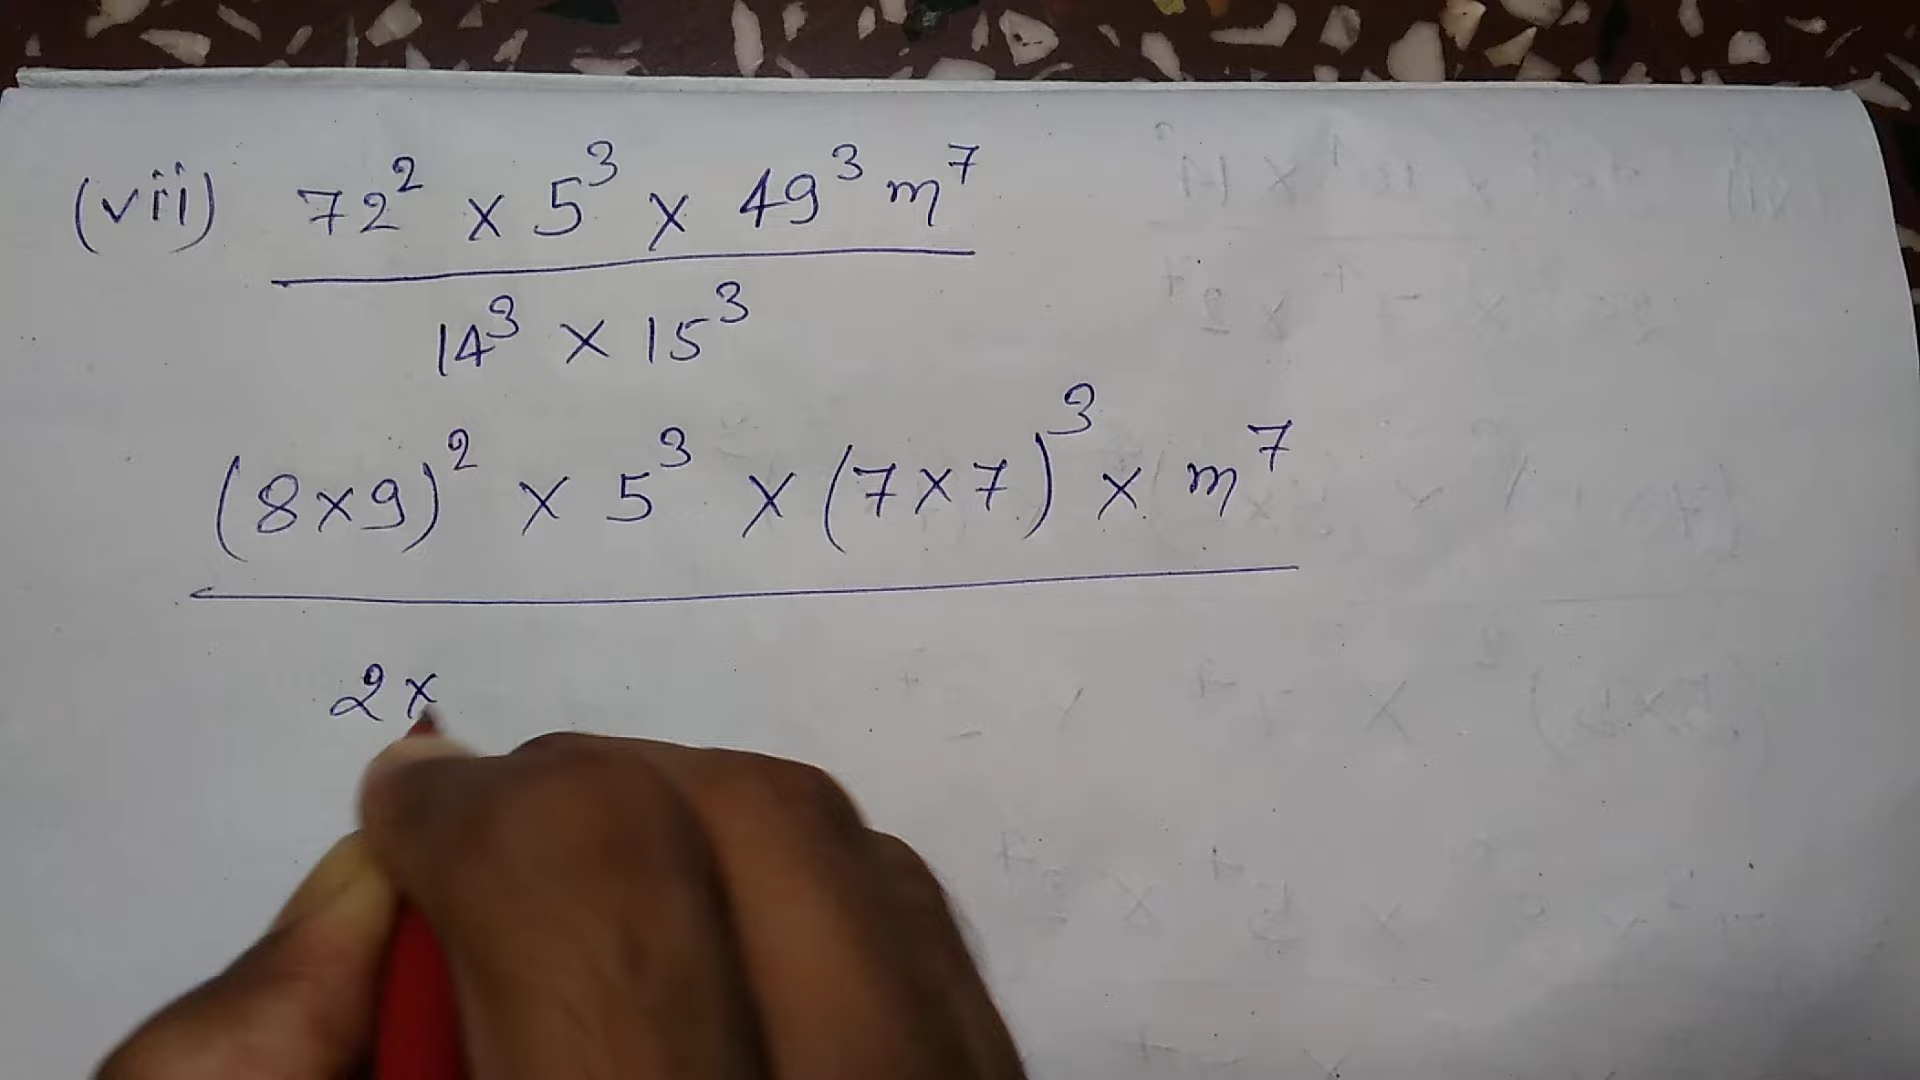 (vii) 72² × 5³ × 49³ m⁷
14³ × 15³
(8×9)² × 5³ × (7×7)³ × m⁷
2×